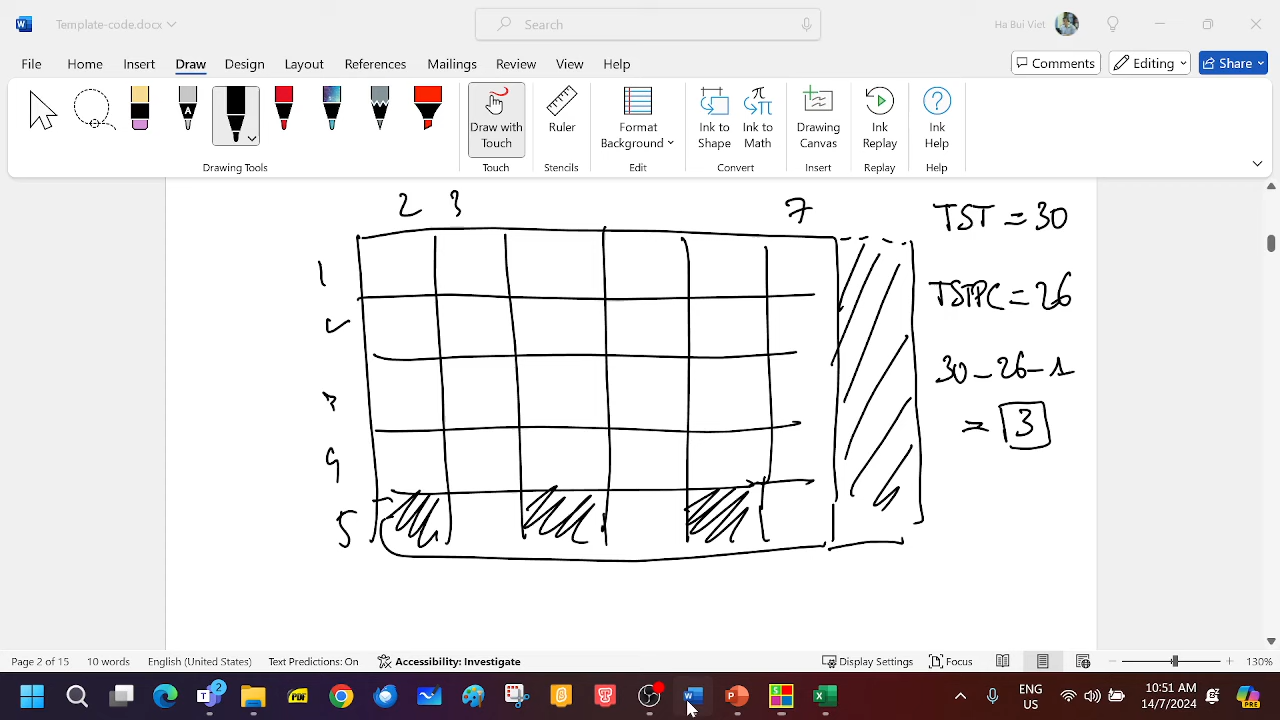 Template-code.docx
Search
Ha Bui Viet
File Home Insert Draw Design Layout References Mailings Review View Help
Comments Editing Share
Draw with Touch
Ruler
Format Background
Ink to Shape
Ink to Math
Drawing Canvas
Ink Replay
Ink Help
Drawing Tools Touch Stencils Edit Convert Insert Replay Help
2 3 7
TST = 30
1
TSTPC = 26
30 - 26 - 1
= 3
4
5
Page 2 of 15 10 words English (United States) Text Predictions: On Accessibility: Investigate Display Settings Focus 130%
ENG
US
10:51 AM
14/7/2024